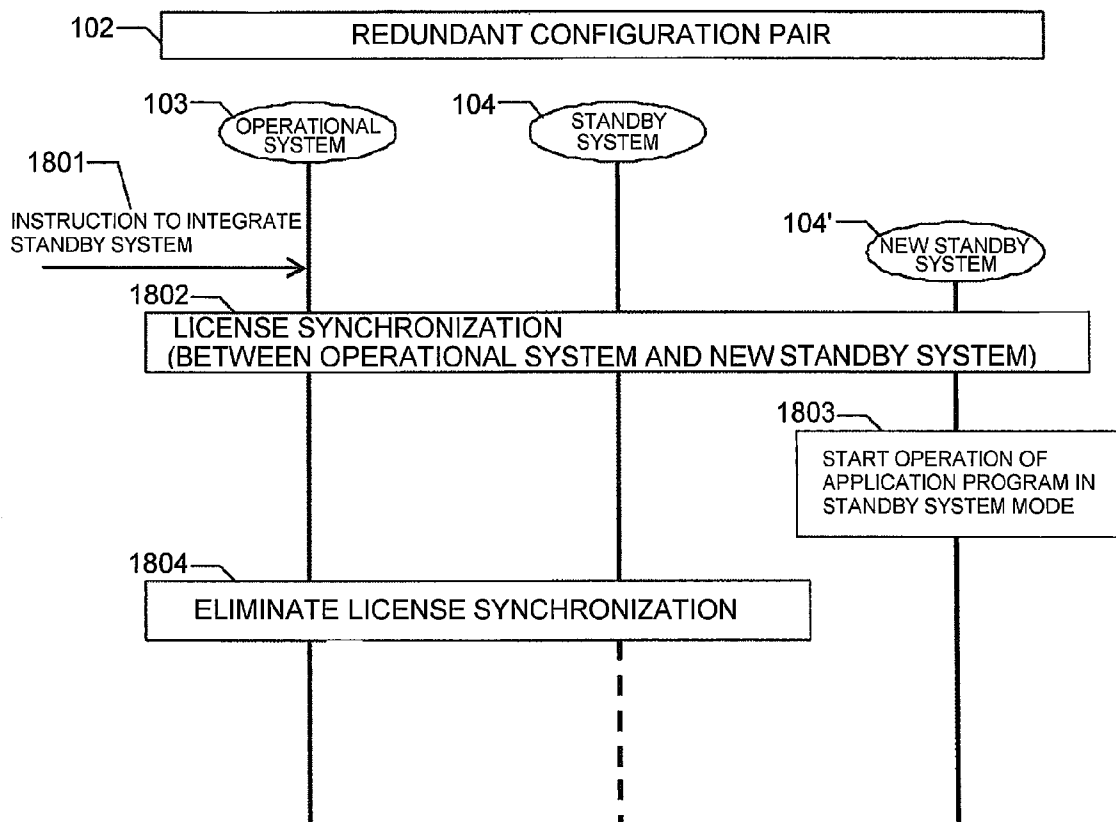 102
REDUNDANT CONFIGURATION PAIR
103
OPERATIONAL
SYSTEM
104
STANDBY
SYSTEM
1801
INSTRUCTION TO INTEGRATE
STANDBY SYSTEM
104'
NEW STANDBY
SYSTEM
1802
LICENSE SYNCHRONIZATION
(BETWEEN OPERATIONAL SYSTEM AND NEW STANDBY SYSTEM)
1803
START OPERATION OF
APPLICATION PROGRAM IN
STANDBY SYSTEM MODE
1804
ELIMINATE LICENSE SYNCHRONIZATION